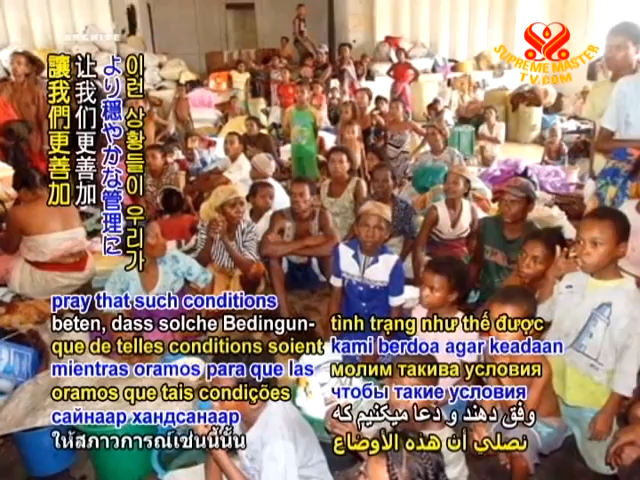 ARCHIVE
SUPREME MASTER
TV.COM
이런 상황들이 우리가
より穏やかな管理に
让我们更善加
讓我們更善加
pray that such conditions
beten, dass solche Bedingun-
que de telles conditions soient
mientras oramos para que las
oramos que tais condições
сайнаар хандсанаар
ให้สภาวการณ์เช่นนี้นั้น
tình trạng như thế được
kami berdoa agar keadaan
молим такива условия
чтобы такие условия
وفق دهند و دعا میکنیم که
نصلي أن هذه الأوضاع